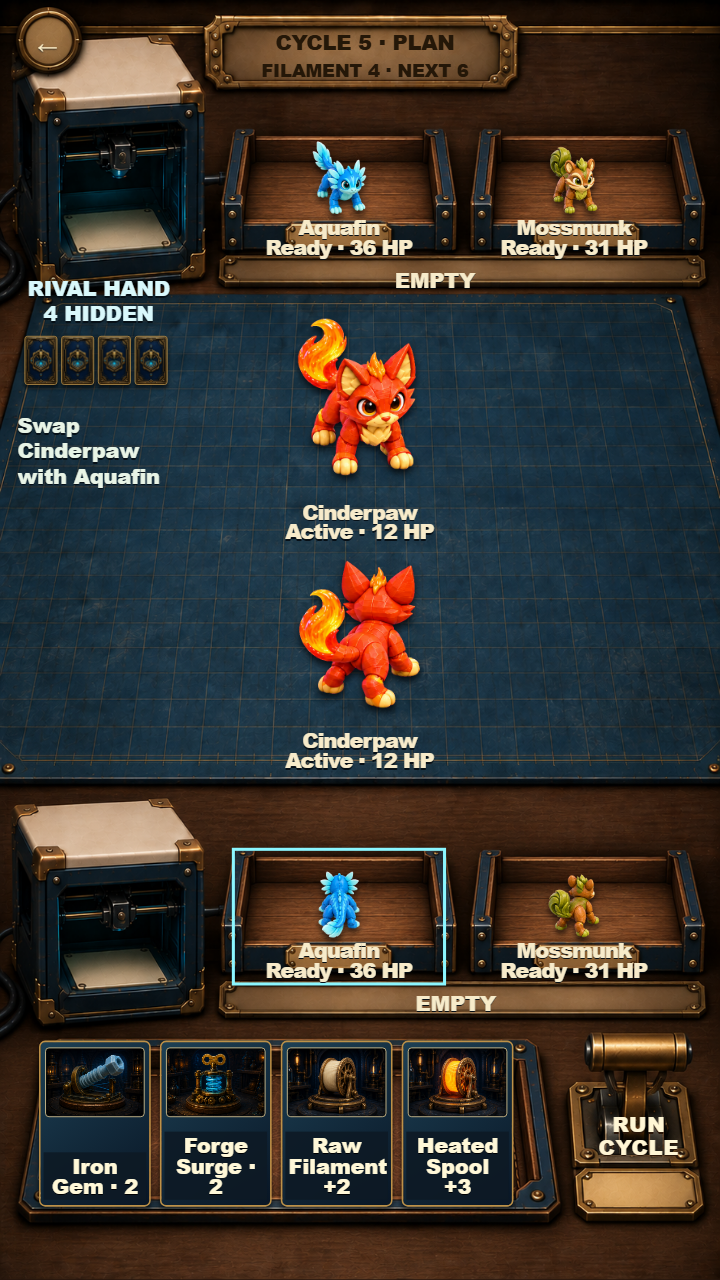 ←
CYCLE 5 · PLAN
FILAMENT 4 · NEXT 6
Aquafin
Ready · 36 HP
Mossmunk
Ready · 31 HP
EMPTY
RIVAL HAND
4 HIDDEN
Swap
Cinderpaw
with Aquafin
Cinderpaw
Active · 12 HP
Cinderpaw
Active · 12 HP
Aquafin
Ready · 36 HP
Mossmunk
Ready · 31 HP
EMPTY
Iron
Gem · 2
Forge
Surge ·
2
Raw
Filament
+2
Heated
Spool
+3
RUN
CYCLE